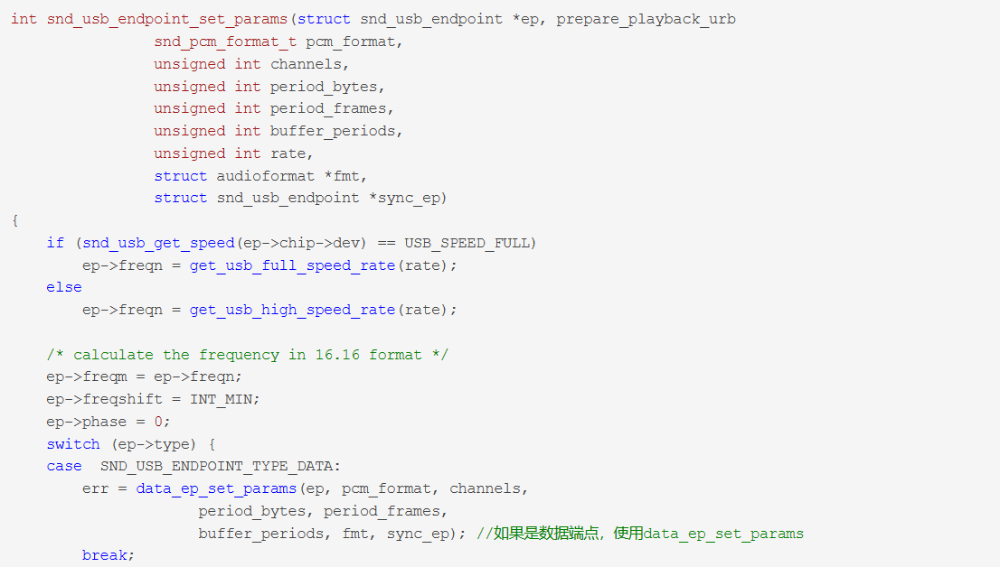 int snd_usb_endpoint_set_params(struct snd_usb_endpoint *ep, prepare_playback_urb
                snd_pcm_format_t pcm_format,
                unsigned int channels,
                unsigned int period_bytes,
                unsigned int period_frames,
                unsigned int buffer_periods,
                unsigned int rate,
                struct audioformat *fmt,
                struct snd_usb_endpoint *sync_ep)
{
    if (snd_usb_get_speed(ep->chip->dev) == USB_SPEED_FULL)
        ep->freqn = get_usb_full_speed_rate(rate);
    else
        ep->freqn = get_usb_high_speed_rate(rate);

    /* calculate the frequency in 16.16 format */
    ep->freqm = ep->freqn;
    ep->freqshift = INT_MIN;
    ep->phase = 0;
    switch (ep->type) {
    case  SND_USB_ENDPOINT_TYPE_DATA:
        err = data_ep_set_params(ep, pcm_format, channels,
                     period_bytes, period_frames,
                     buffer_periods, fmt, sync_ep); //如果是数据端点，使用data_ep_set_params
        break;